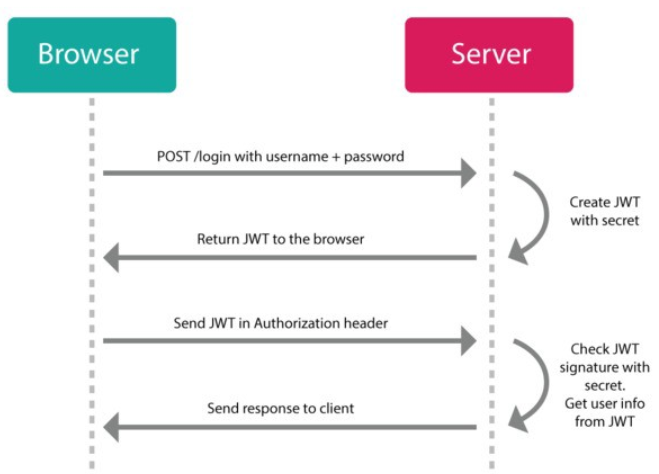 Browser
Server
POST /login with username + password
Create JWT
with secret
Return JWT to the browser
Send JWT in Authorization header
Check JWT
signature with
secret.
Get user info
from JWT
Send response to client